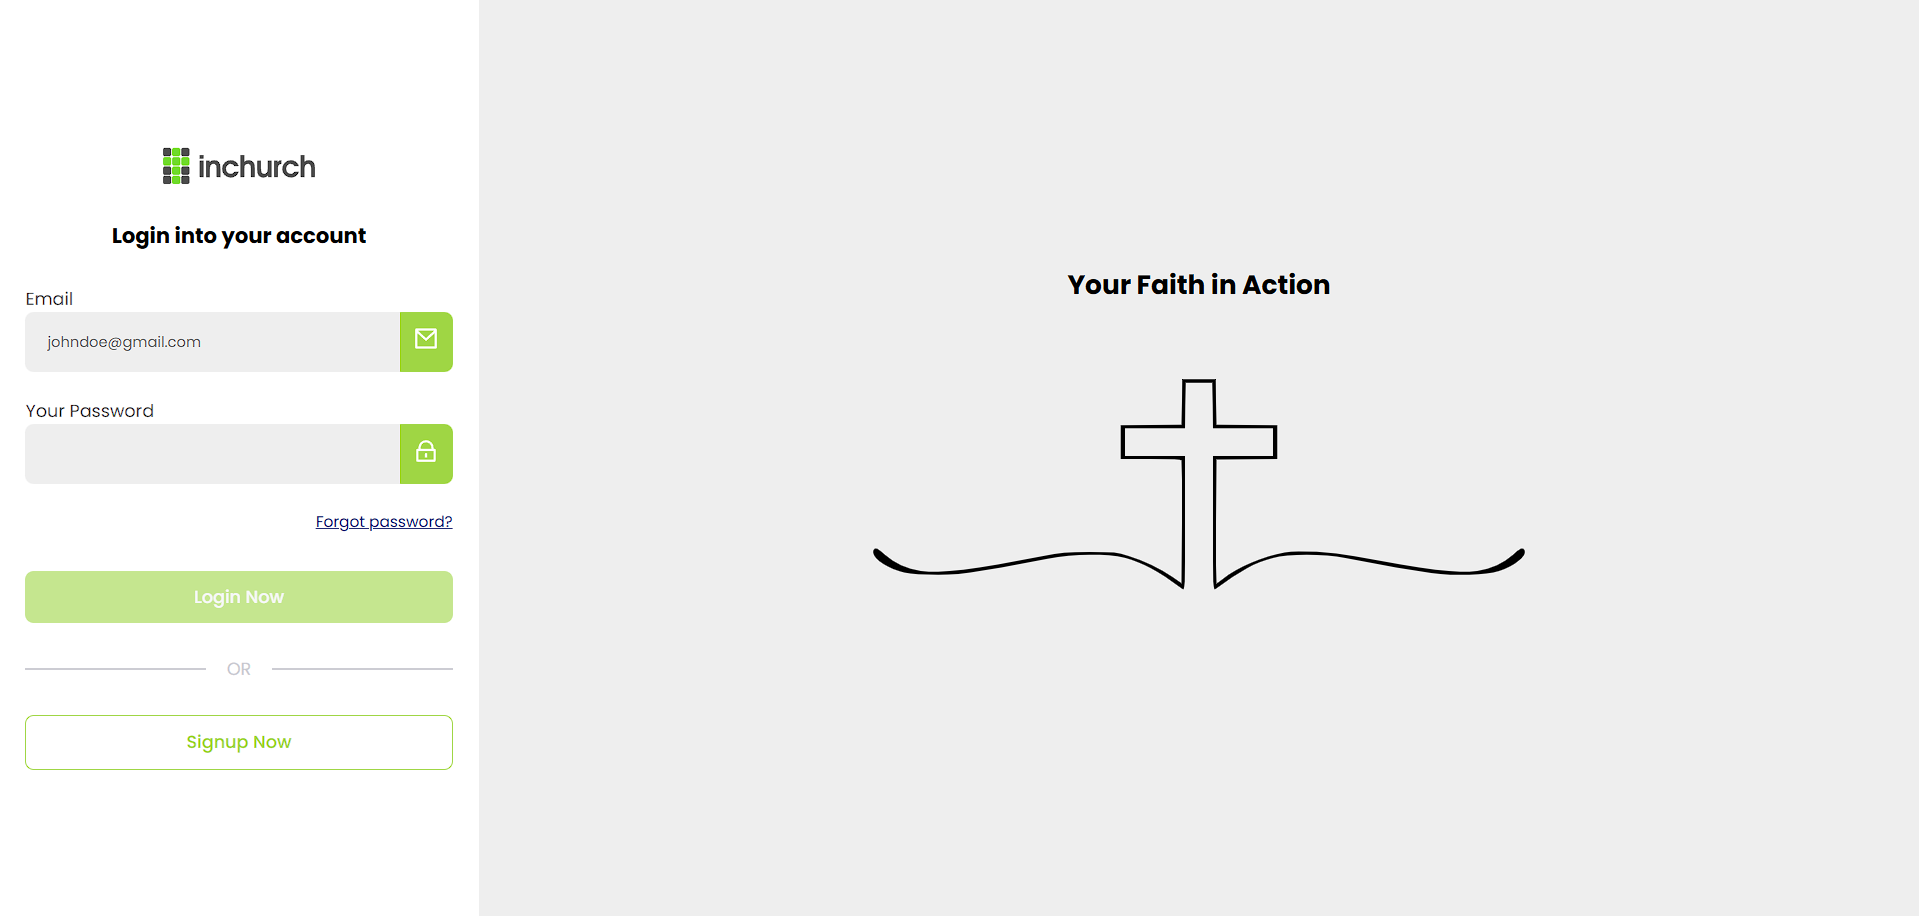 inchurch
Login into your account
Email
johndoe@gmail.com
Your Password
Forgot password?
Login Now
OR
Signup Now
Your Faith in Action